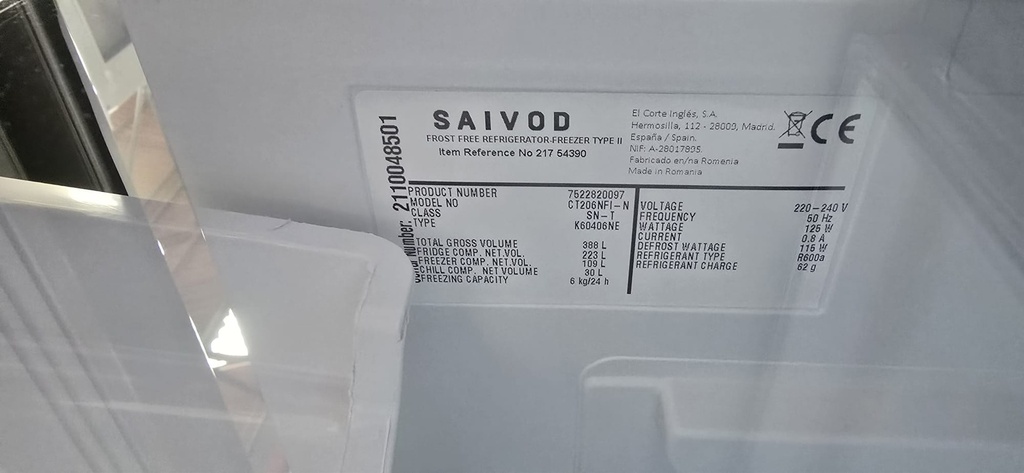 SAIVOD
FROST FREE REFRIGERATOR-FREEZER TYPE II
Item Reference No 217 54390
El Corte Inglés, S.A.
Hermosilla, 112 - 28009, Madrid.
España / Spain.
NIF: A-28017895
Fabricado en/na Romenia
Made in Romania
CE
Number: 2110048501
PRODUCT NUMBER 7522820097
MODEL NO CT206NFI-N
CLASS SN-T
TYPE K60406NE
TOTAL GROSS VOLUME 388 L
FRIDGE COMP. NET.VOL. 223 L
FREEZER COMP. NET.VOL. 109 L
CHILL COMP. NET VOLUME 30 L
FREEZING CAPACITY 6 kg/24 h
VOLTAGE 220-240 V
FREQUENCY 50 Hz
WATTAGE 125 W
CURRENT 0.8 A
DEFROST WATTAGE 115 W
REFRIGERANT TYPE R600a
REFRIGERANT CHARGE 62 g